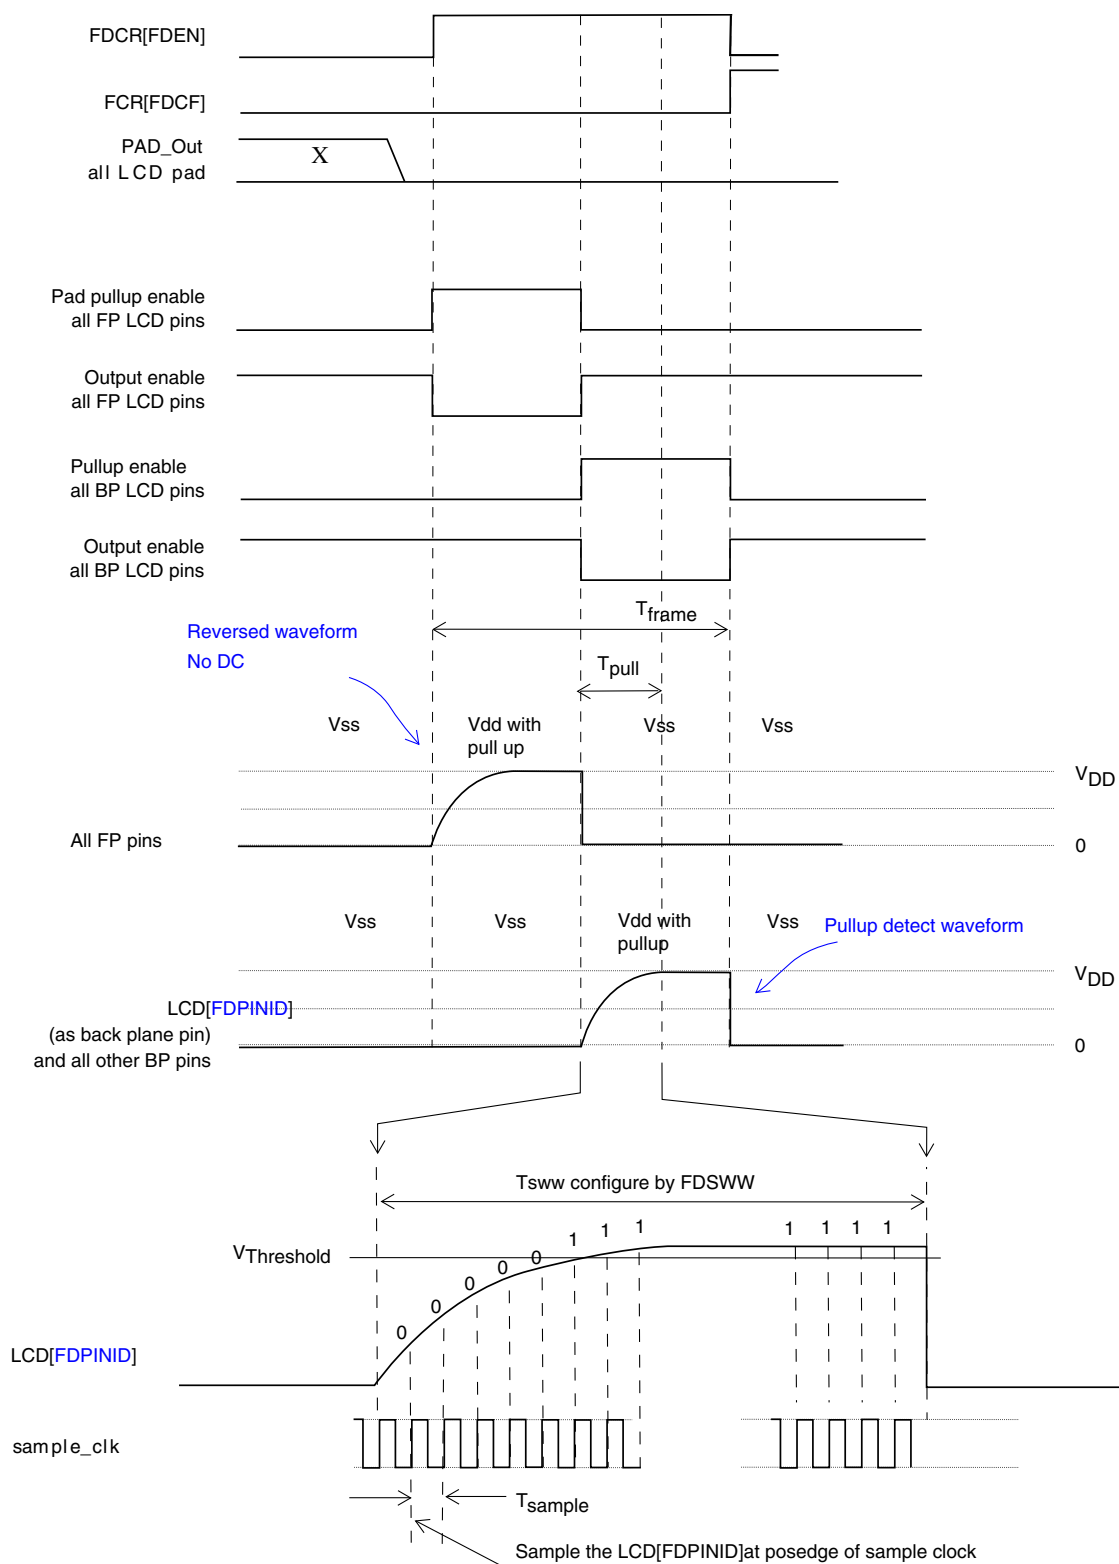 FDCR[FDEN]
FCR[FDCF]
PAD_Out
all LCD pad
X
Pad pullup enable
all FP LCD pins
Output enable
all FP LCD pins
Pullup enable
all BP LCD pins
Output enable
all BP LCD pins
Tframe
Reversed waveform
No DC
Tpull
Vss
Vdd with
pull up
Vss
Vss
VDD
All FP pins
0
Vss
Vss
Vdd with
pullup
Vss
Pullup detect waveform
VDD
LCD[FDPINID]
(as back plane pin)
and all other BP pins
0
Tsww configure by FDSWW
VThreshold
0 0 0 0 0 1 1 1 1 1 1 1
LCD[FDPINID]
sample_clk
Tsample
Sample the LCD[FDPINID]at posedge of sample clock